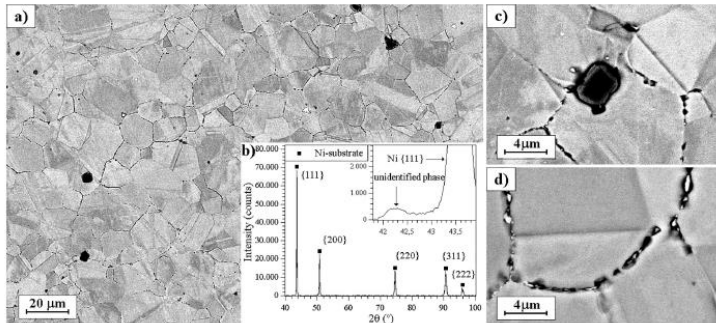 a)
20 µm
b)
Intensity (counts)
80.000
70.000
60.000
50.000
40.000
30.000
20.000
10.000
0
40
50
60
70
80
90
100
2θ (°)
Ni-substrate
{111}
{200}
{220}
{311}
{222}
Ni {111}
unidentified phase
2.000
1.000
0
42
42,5
43
43,5
c)
4µm
d)
4µm